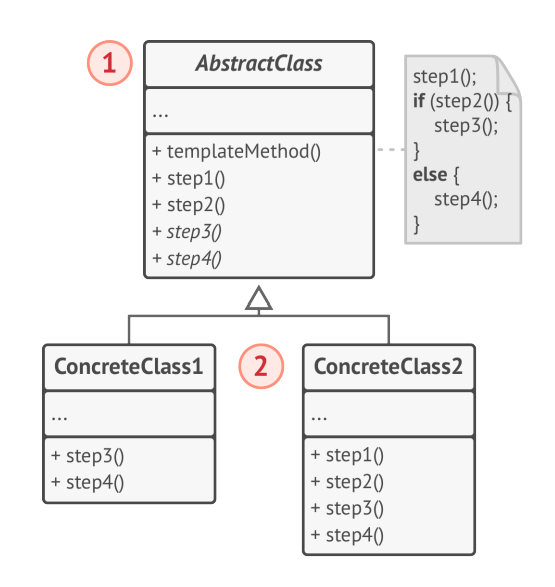 1
AbstractClass
...
+ templateMethod()
+ step1()
+ step2()
+ step3()
+ step4()
step1();
if (step2()) {
step3();
}
else {
step4();
}
ConcreteClass1
...
+ step3()
+ step4()
2
ConcreteClass2
...
+ step1()
+ step2()
+ step3()
+ step4()